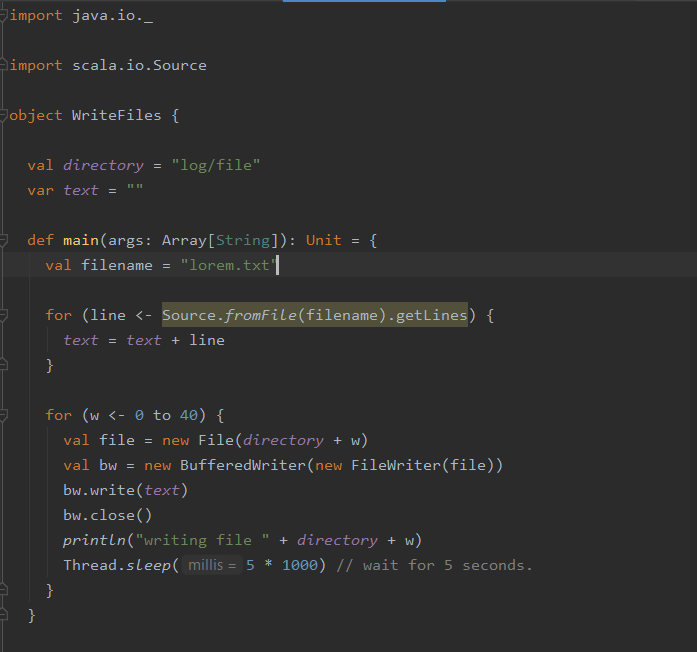 import java.io._
import scala.io.Source
object WriteFiles {
val directory = "log/file"
var text = ""
def main(args: Array[String]): Unit = {
val filename = "lorem.txt"
for (line <- Source.fromFile(filename).getLines) {
text = text + line
}
for (w <- 0 to 40) {
val file = new File(directory + w)
val bw = new BufferedWriter(new FileWriter(file))
bw.write(text)
bw.close()
println("writing file " + directory + w)
Thread.sleep( millis = 5 * 1000) // wait for 5 seconds.
}
}